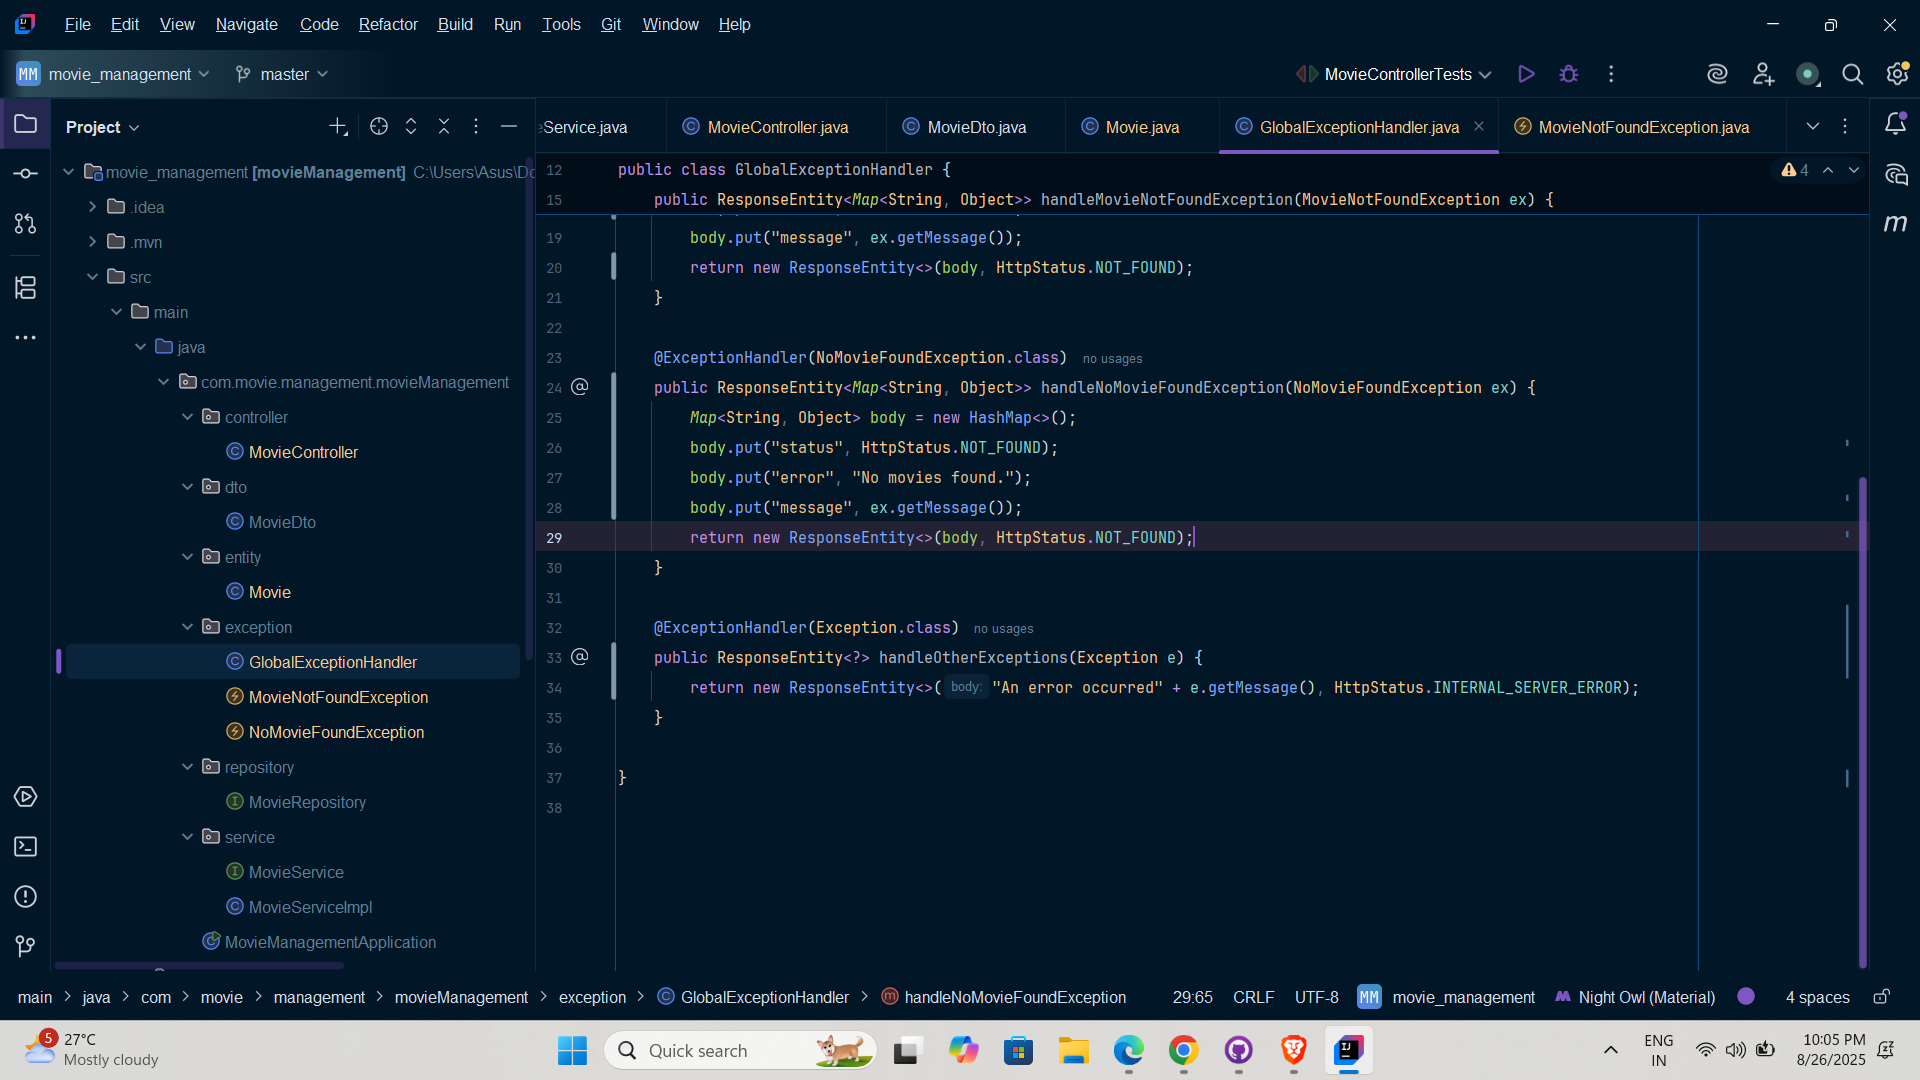 File Edit View Navigate Code Refactor Build Run Tools Git Window Help
MM movie_management master MovieControllerTests
Project
eService.java MovieController.java MovieDto.java Movie.java GlobalExceptionHandler.java MovieNotFoundException.java
movie_management [movieManagement] C:\Users\Asus\Do
.idea
.mvn
src
main
java
com.movie.management.movieManagement
controller
MovieController
dto
MovieDto
entity
Movie
exception
GlobalExceptionHandler
MovieNotFoundException
NoMovieFoundException
repository
MovieRepository
service
MovieService
MovieServiceImpl
MovieManagementApplication
12 public class GlobalExceptionHandler { 4
15 public ResponseEntity<Map<String, Object>> handleMovieNotFoundException(MovieNotFoundException ex) {
19 body.put("message", ex.getMessage());
20 return new ResponseEntity<>(body, HttpStatus.NOT_FOUND);
21 }
22
23 @ExceptionHandler(NoMovieFoundException.class) no usages
24 public ResponseEntity<Map<String, Object>> handleNoMovieFoundException(NoMovieFoundException ex) {
25 Map<String, Object> body = new HashMap<>();
26 body.put("status", HttpStatus.NOT_FOUND);
27 body.put("error", "No movies found.");
28 body.put("message", ex.getMessage());
29 return new ResponseEntity<>(body, HttpStatus.NOT_FOUND);
30 }
31
32 @ExceptionHandler(Exception.class) no usages
33 public ResponseEntity<?> handleOtherExceptions(Exception e) {
34 return new ResponseEntity<>( body: "An error occurred" + e.getMessage(), HttpStatus.INTERNAL_SERVER_ERROR);
35 }
36
37 }
38
main > java > com > movie > management > movieManagement > exception > GlobalExceptionHandler > handleNoMovieFoundException 29:65 CRLF UTF-8 MM movie_management Night Owl (Material) 4 spaces
5 27°C
Mostly cloudy
Quick search
ENG
IN
10:05 PM
8/26/2025